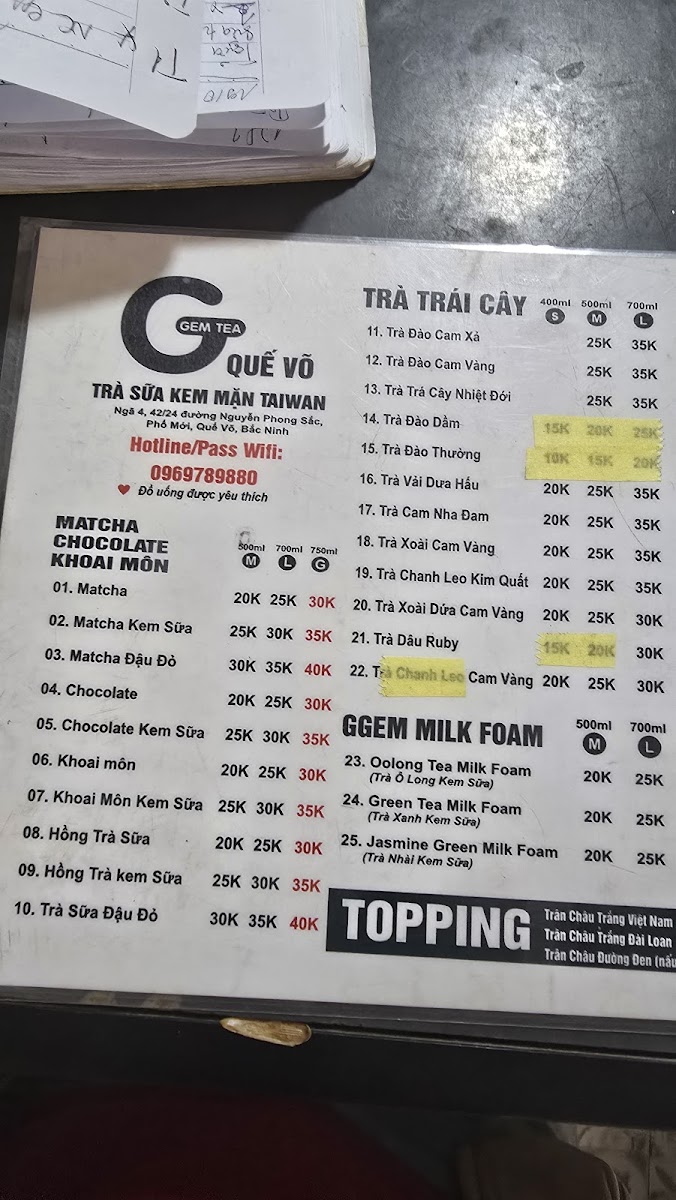 GEM TEA
QUẾ VÕ
TRÀ SỮA KEM MẶN TAIWAN
Ngã 4, 42/24 đường Nguyễn Phong Sắc,
Phố Mới, Quế Võ, Bắc Ninh
Hotline/Pass Wifi:
0969789880
Đồ uống được yêu thích
MATCHA
CHOCOLATE
KHOAI MÔN
500ml 700ml 750ml
M L G
01. Matcha 20K 25K 30K
02. Matcha Kem Sữa 25K 30K 35K
03. Matcha Đậu Đỏ 30K 35K 40K
04. Chocolate 20K 25K 30K
05. Chocolate Kem Sữa 25K 30K 35K
06. Khoai môn 20K 25K 30K
07. Khoai Môn Kem Sữa 25K 30K 35K
08. Hồng Trà Sữa 20K 25K 30K
09. Hồng Trà kem Sữa 25K 30K 35K
10. Trà Sữa Đậu Đỏ 30K 35K 40K
TRÀ TRÁI CÂY
400ml 500ml 700ml
S M L
11. Trà Đào Cam Xả 25K 35K
12. Trà Đào Cam Vàng 25K 35K
13. Trà Trá Cây Nhiệt Đới 25K 35K
14. Trà Đào Dầm 15K 20K 25K
15. Trà Đào Thường 10K 15K 20K
16. Trà Vải Dưa Hấu 20K 25K 35K
17. Trà Cam Nha Đam 20K 25K 35K
18. Trà Xoài Cam Vàng 20K 25K 35K
19. Trà Chanh Leo Kim Quất 20K 25K 35K
20. Trà Xoài Dứa Cam Vàng 20K 25K 30K
21. Trà Dâu Ruby 15K 20K 30K
22. Trà Chanh Leo Cam Vàng 20K 25K 30K
GGEM MILK FOAM
500ml 700ml
M L
23. Oolong Tea Milk Foam 20K 25K
(Trà Ô Long Kem Sữa)
24. Green Tea Milk Foam 20K 25K
(Trà Xanh Kem Sữa)
25. Jasmine Green Milk Foam 20K 25K
(Trà Nhài Kem Sữa)
TOPPING
Trân Châu Trắng Việt Nam
Trân Châu Trắng Đài Loan
Trân Châu Đường Đen (nấu